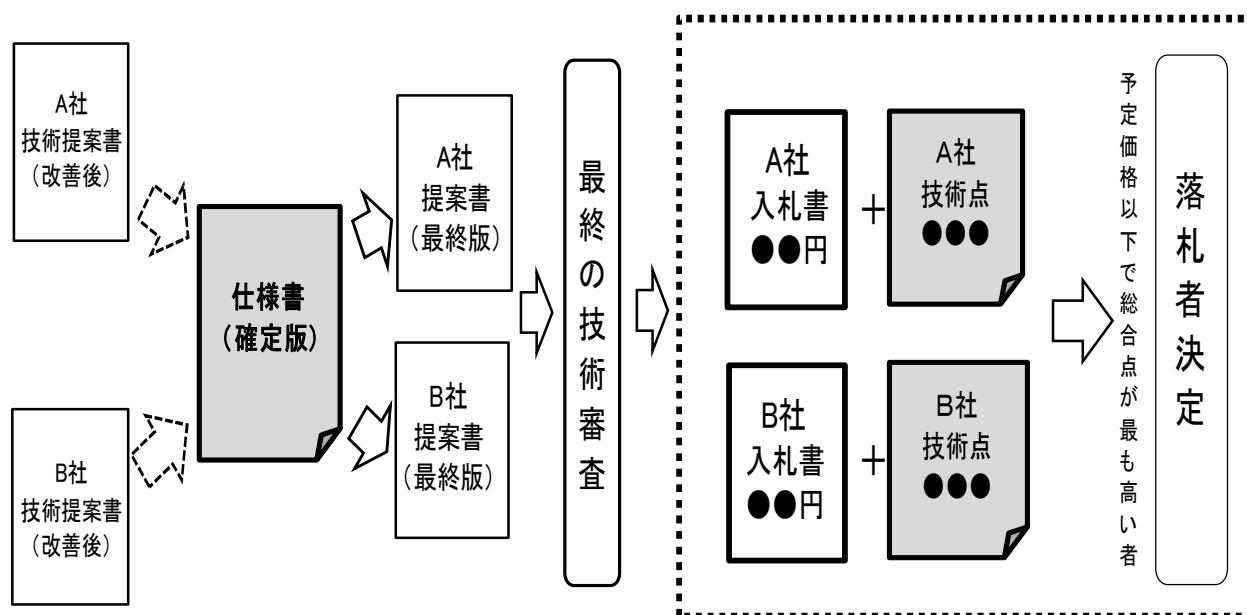 A社
技術提案書
（改善後）
B社
技術提案書
（改善後）
仕様書
（確定版）
A社
提案書
（最終版）
B社
提案書
（最終版）
最終の技術審査
A社
入札書
●●円
+
A社
技術点
●●●
B社
入札書
●●円
+
B社
技術点
●●●
予定価格以下で総合点が最も高い者
落札者決定